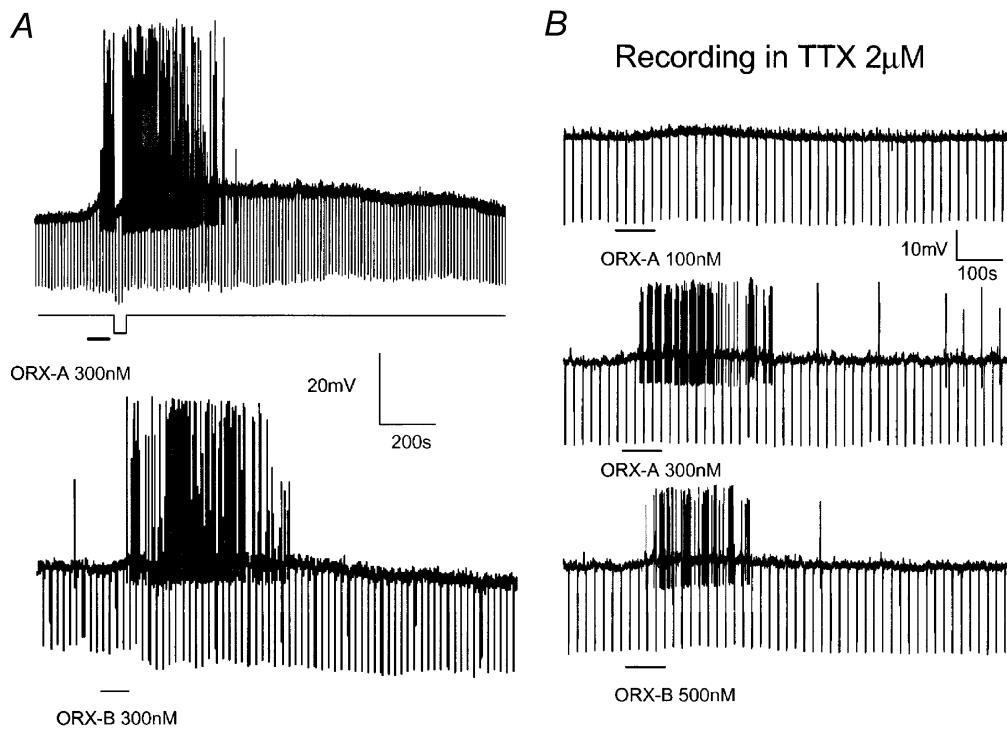 A
B
Recording in TTX 2μM
ORX-A 100nM
10mV
100s
ORX-A 300nM
20mV
200s
ORX-A 300nM
ORX-B 300nM
ORX-B 500nM